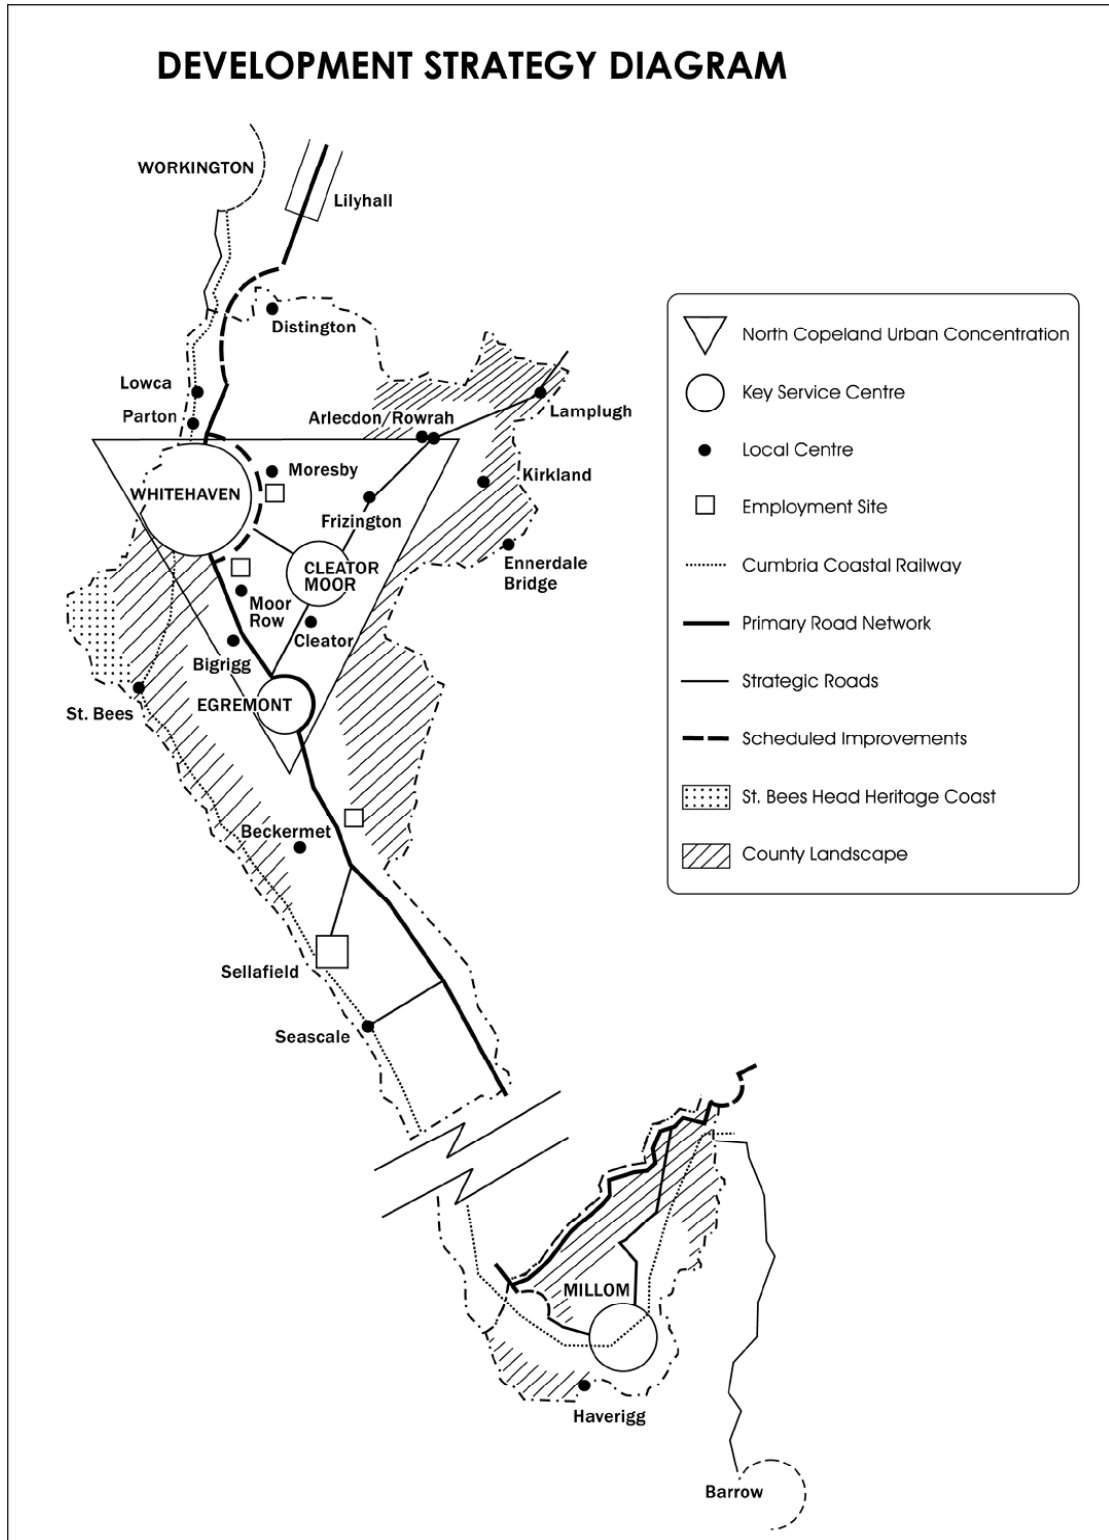 DEVELOPMENT STRATEGY DIAGRAM
WORKINGTON
Lilyhall
Distington
Lowca
Parton
Arlecdon/Rowrah
Lamplugh
Moresby
Kirkland
WHITEHAVEN
Frizington
Ennerdale
Bridge
CLEATOR
MOOR
Moor
Row
Cleator
Bigrigg
St. Bees
EGREMONT
Beckermet
Sellafield
Seascale
MILLOM
Haverigg
Barrow
North Copeland Urban Concentration
Key Service Centre
Local Centre
Employment Site
Cumbria Coastal Railway
Primary Road Network
Strategic Roads
Scheduled Improvements
St. Bees Head Heritage Coast
County Landscape